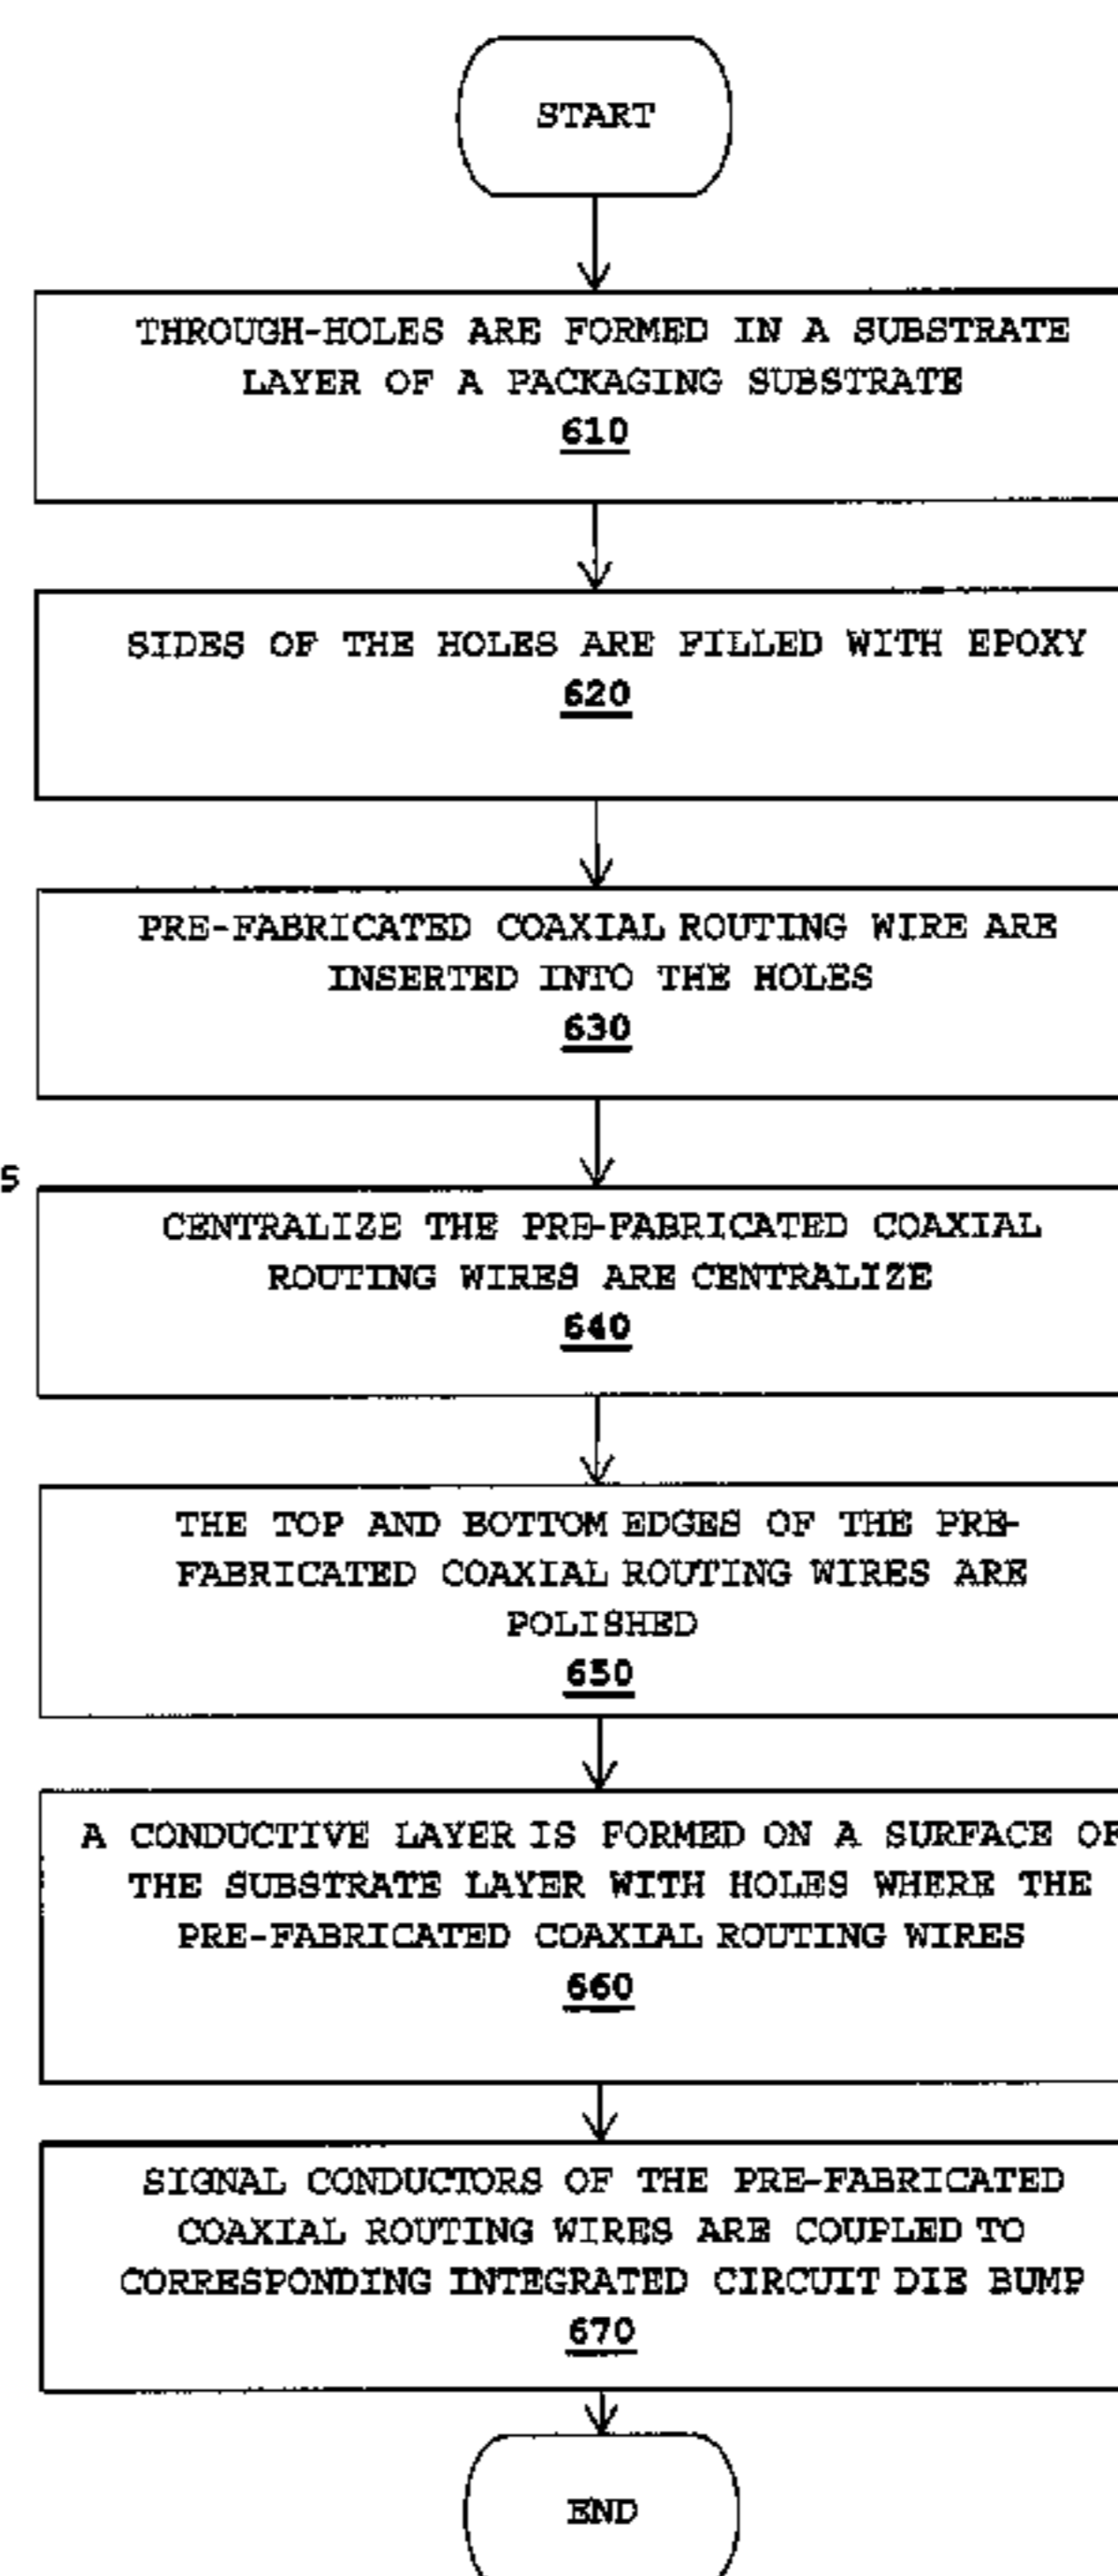 START
THROUGH-HOLES ARE FORMED IN A SUBSTRATE
LAYER OF A PACKAGING SUBSTRATE
610
SIDES OF THE HOLES ARE FILLED WITH EPOXY
620
PRE-FABRICATED COAXIAL ROUTING WIRE ARE
INSERTED INTO THE HOLES
630
S
CENTRALIZE THE PRE-FABRICATED COAXIAL
ROUTING WIRES ARE CENTRALIZE
640
THE TOP AND BOTTOM EDGES OF THE PRE-
FABRICATED COAXIAL ROUTING WIRES ARE
POLISHED
650
A CONDUCTIVE LAYER IS FORMED ON A SURFACE OF
THE SUBSTRATE LAYER WITH HOLES WHERE THE
PRE-FABRICATED COAXIAL ROUTING WIRES
660
SIGNAL CONDUCTORS OF THE PRE-FABRICATED
COAXIAL ROUTING WIRES ARE COUPLED TO
CORRESPONDING INTEGRATED CIRCUIT DIE BUMP
670
END